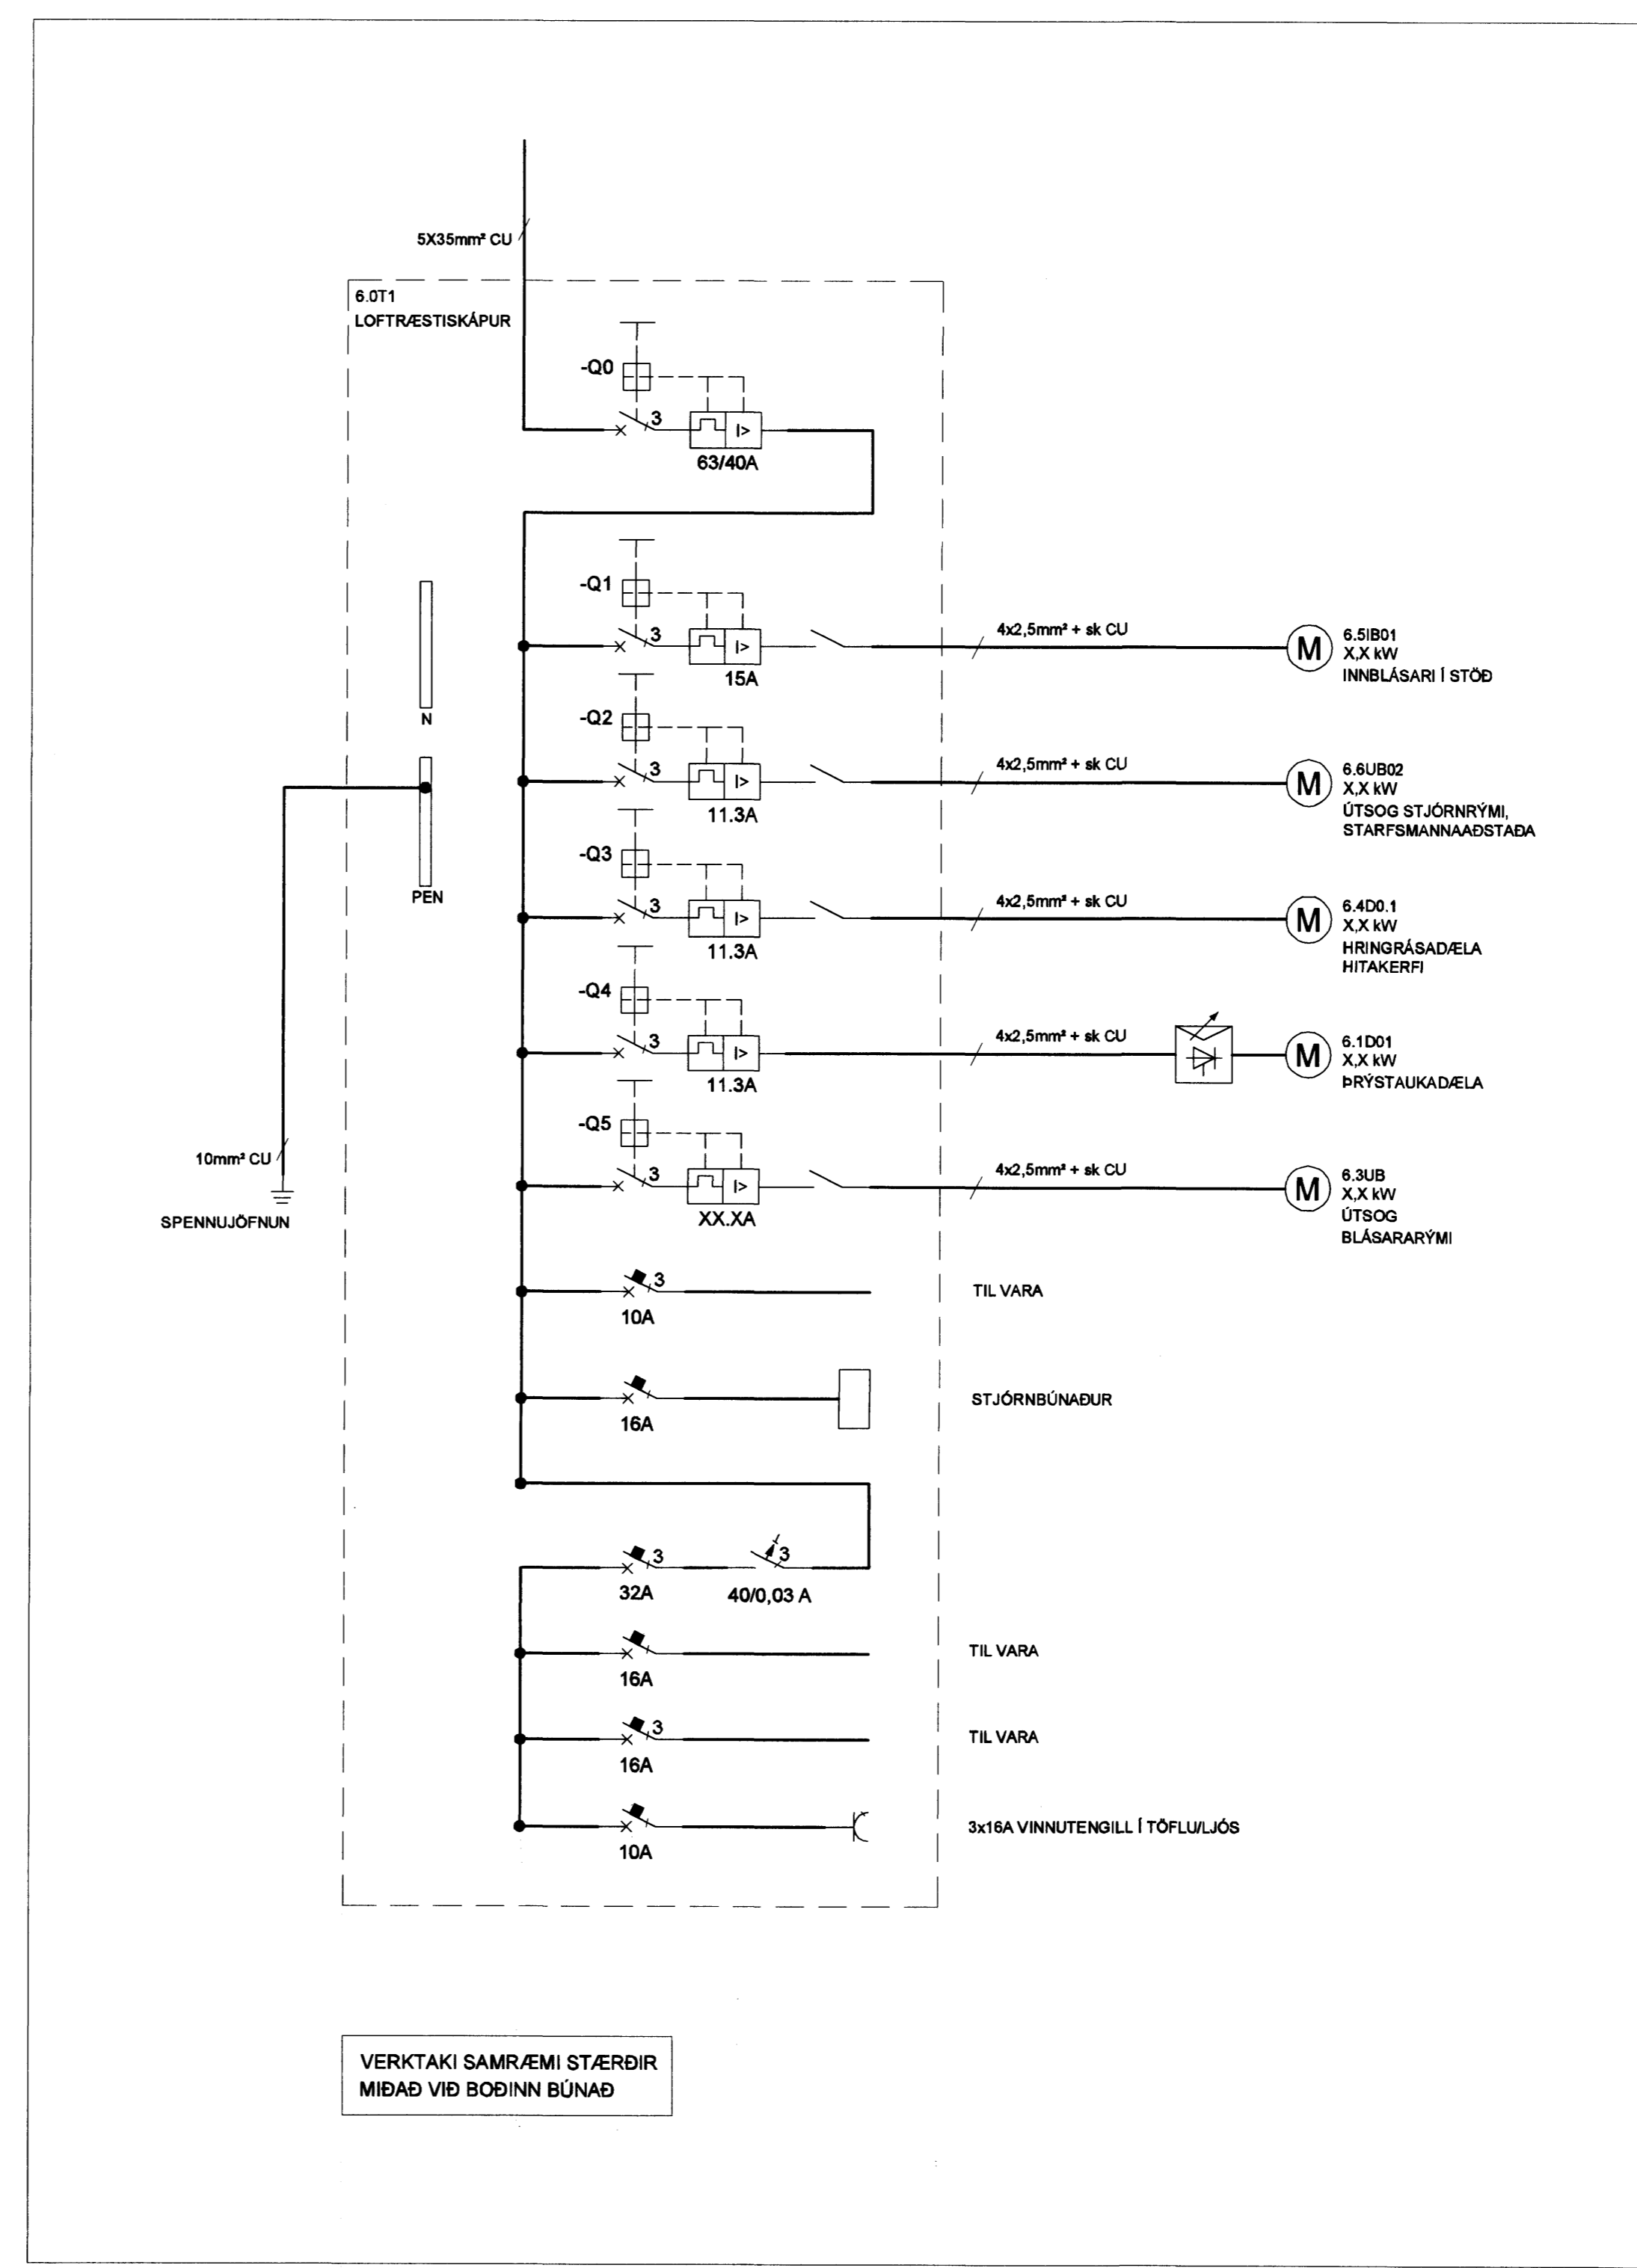 5X35mm² CU
6.0T1
LOFTRÆSTISKÁPUR
-Q0
3
I>
63/40A
-Q1
3
I>
15A
4x2,5mm² + sk CU
M
6.5IB01
X,X kW
INNBLÁSARI Í STÖÐ
N
-Q2
3
I>
11.3A
4x2,5mm² + sk CU
M
6.6UB02
X,X kW
ÚTSOG STJÓRNRÝMI,
STARFSMANNAAÐSTAÐA
PEN
-Q3
3
I>
11.3A
4x2,5mm² + sk CU
M
6.4D0.1
X,X kW
HRINGRÁSADÆLA
HITAKERFI
-Q4
3
I>
11.3A
4x2,5mm² + sk CU
M
6.1D01
X,X kW
ÞRÝSTAUKADÆLA
10mm² CU
SPENNUJÖFNUN
-Q5
3
I>
XX.XA
4x2,5mm² + sk CU
M
6.3UB
X,X kW
ÚTSOG
BLÁSARARÝMI
3
10A
TIL VARA
16A
STJÓRNBÚNAÐUR
3
32A
3
40/0,03 A
16A
TIL VARA
3
16A
TIL VARA
10A
3x16A VINNUTENGILL Í TÖFLU/LJÓS
VERKTAKI SAMRÆMI STÆRÐIR
MIÐAÐ VIÐ BOÐINN BÚNAÐ